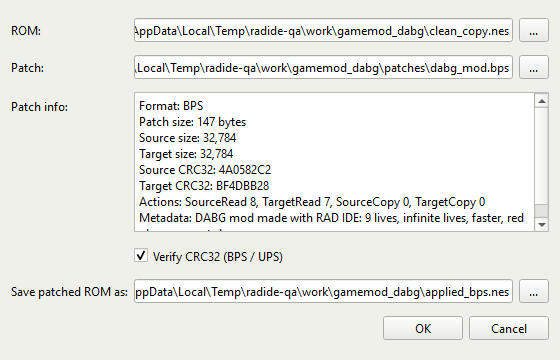 ROM: AppData\Local\Temp\radide-qa\work\gamemod_dabg\clean_copy.nes ...
Patch: \Local\Temp\radide-qa\work\gamemod_dabg\patches\dabg_mod.bps ...
Patch info:
Format: BPS
Patch size: 147 bytes
Source size: 32,784
Target size: 32,784
Source CRC32: 4A0582C2
Target CRC32: BF4DBB28
Actions: SourceRead 8, TargetRead 7, SourceCopy 0, TargetCopy 0
Metadata: DABG mod made with RAD IDE: 9 lives, infinite lives, faster, red
Verify CRC32 (BPS / UPS)
Save patched ROM as: ppData\Local\Temp\radide-qa\work\gamemod_dabg\applied_bps.nes ...
OK Cancel